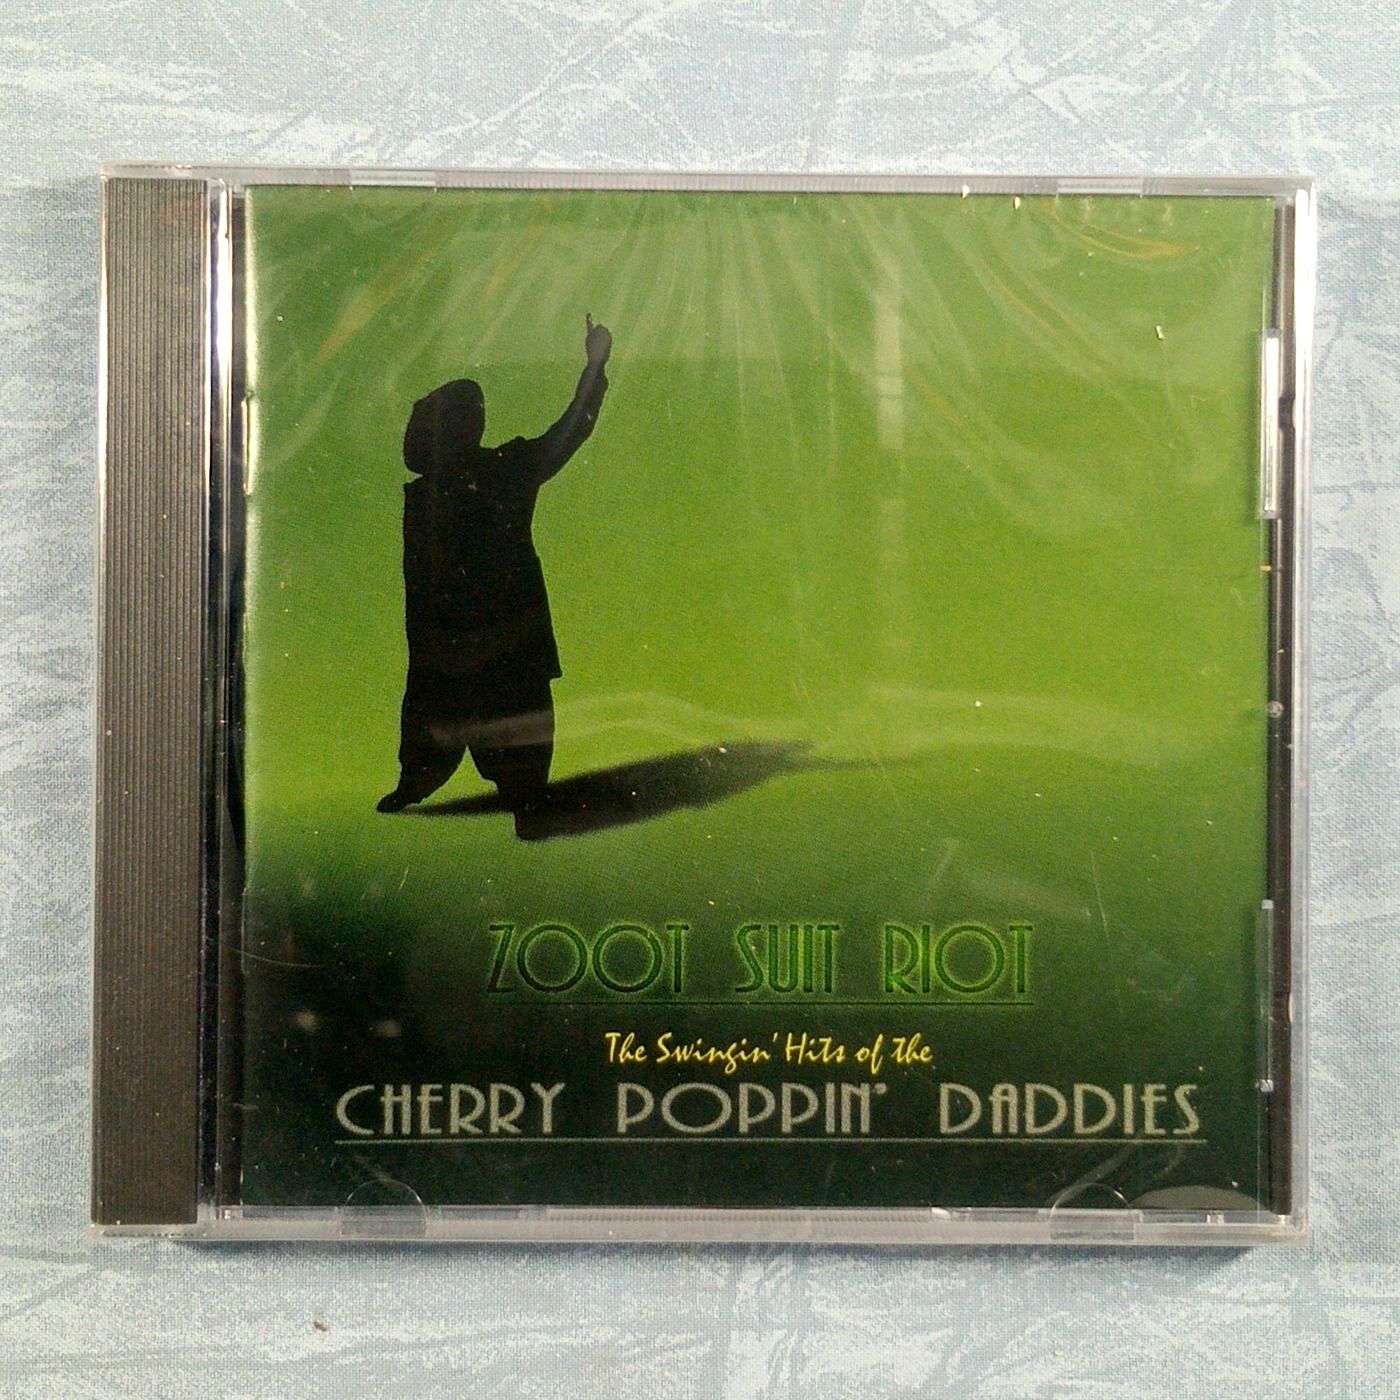 ZOOT SUIT RIOT
The Swingin' Hits of the
CHERRY POPPIN' DADDIES